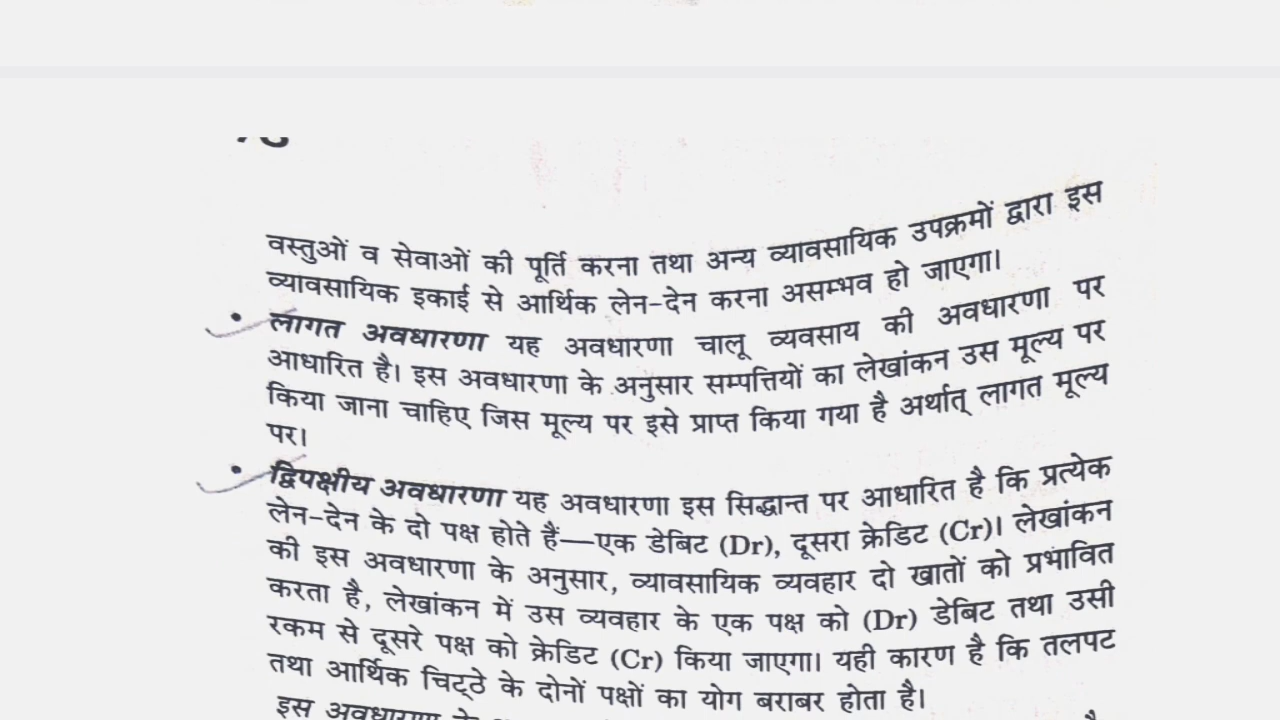 वस्तुओं व सेवाओं की पूर्ति करना तथा अन्य व्यावसायिक उपक्रमों द्वारा इस
व्यावसायिक इकाई से आर्थिक लेन-देन करना असम्भव हो जाएगा।
• लागत अवधारणा यह अवधारणा चालू व्यवसाय की अवधारणा पर
आधारित है। इस अवधारणा के अनुसार सम्पत्तियों का लेखांकन उस मूल्य पर
किया जाना चाहिए जिस मूल्य पर इसे प्राप्त किया गया है अर्थात् लागत मूल्य
पर।
• द्विपक्षीय अवधारणा यह अवधारणा इस सिद्धान्त पर आधारित है कि प्रत्येक
लेन-देन के दो पक्ष होते हैं—एक डेबिट (Dr), दूसरा क्रेडिट (Cr)। लेखांकन
की इस अवधारणा के अनुसार, व्यावसायिक व्यवहार दो खातों को प्रभावित
करता है, लेखांकन में उस व्यवहार के एक पक्ष को (Dr) डेबिट तथा उसी
रकम से दूसरे पक्ष को क्रेडिट (Cr) किया जाएगा। यही कारण है कि तलपट
तथा आर्थिक चिट्ठे के दोनों पक्षों का योग बराबर होता है।
इस अवधारणा के